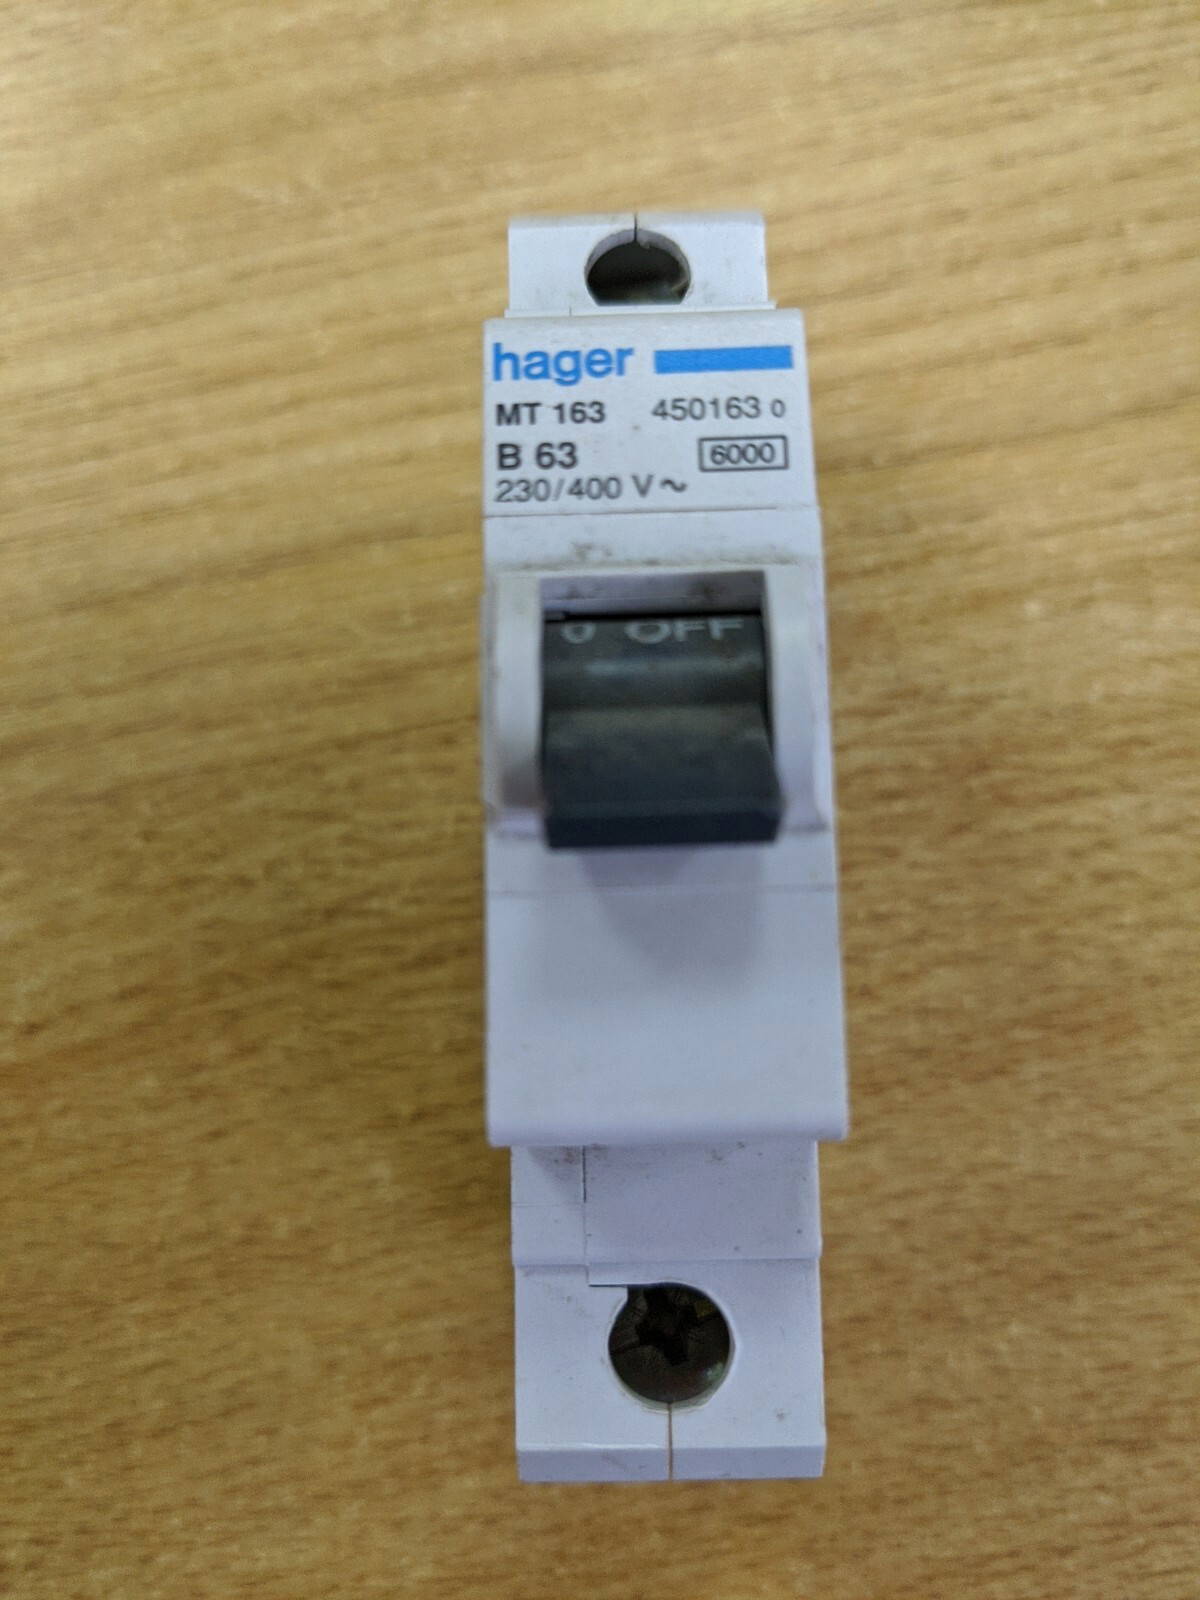 hager
MT 163 450163 0
B 63 6000
230/400 V~
0 OFF